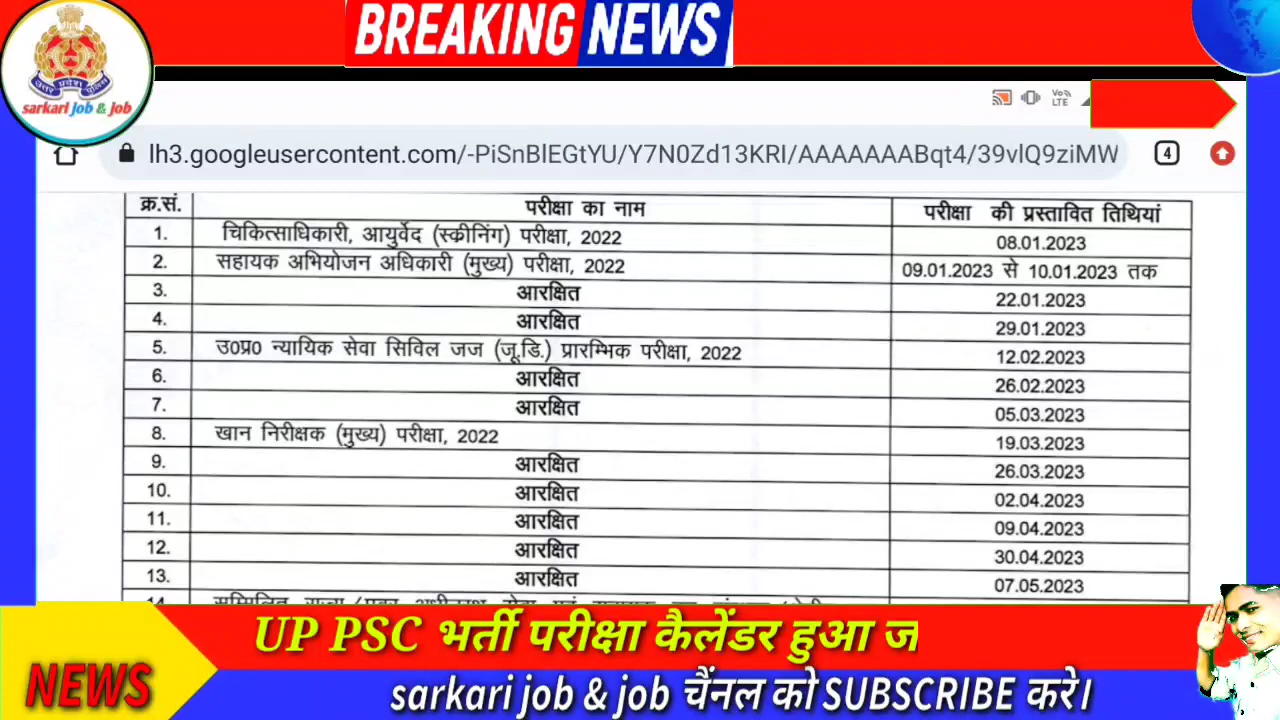 BREAKING NEWS
उत्तर प्रदेश पुलिस
sarkari job & job
Vo))
LTE
lh3.googleusercontent.com/-PiSnBlEGtYU/Y7N0Zd13KRI/AAAAAAABqt4/39vlQ9ziMW
4
क्र.सं. परीक्षा का नाम परीक्षा की प्रस्तावित तिथियां
1. चिकित्साधिकारी, आयुर्वेद (स्क्रीनिंग) परीक्षा, 2022 08.01.2023
2. सहायक अभियोजन अधिकारी (मुख्य) परीक्षा, 2022 09.01.2023 से 10.01.2023 तक
3. आरक्षित 22.01.2023
4. आरक्षित 29.01.2023
5. उ0प्र0 न्यायिक सेवा सिविल जज (जू.डि.) प्रारम्भिक परीक्षा, 2022 12.02.2023
6. आरक्षित 26.02.2023
7. आरक्षित 05.03.2023
8. खान निरीक्षक (मुख्य) परीक्षा, 2022 19.03.2023
9. आरक्षित 26.03.2023
10. आरक्षित 02.04.2023
11. आरक्षित 09.04.2023
12. आरक्षित 30.04.2023
13. आरक्षित 07.05.2023
UP PSC भर्ती परीक्षा कैलेंडर हुआ ज
NEWS
sarkari job & job चैंनल को SUBSCRIBE करे।